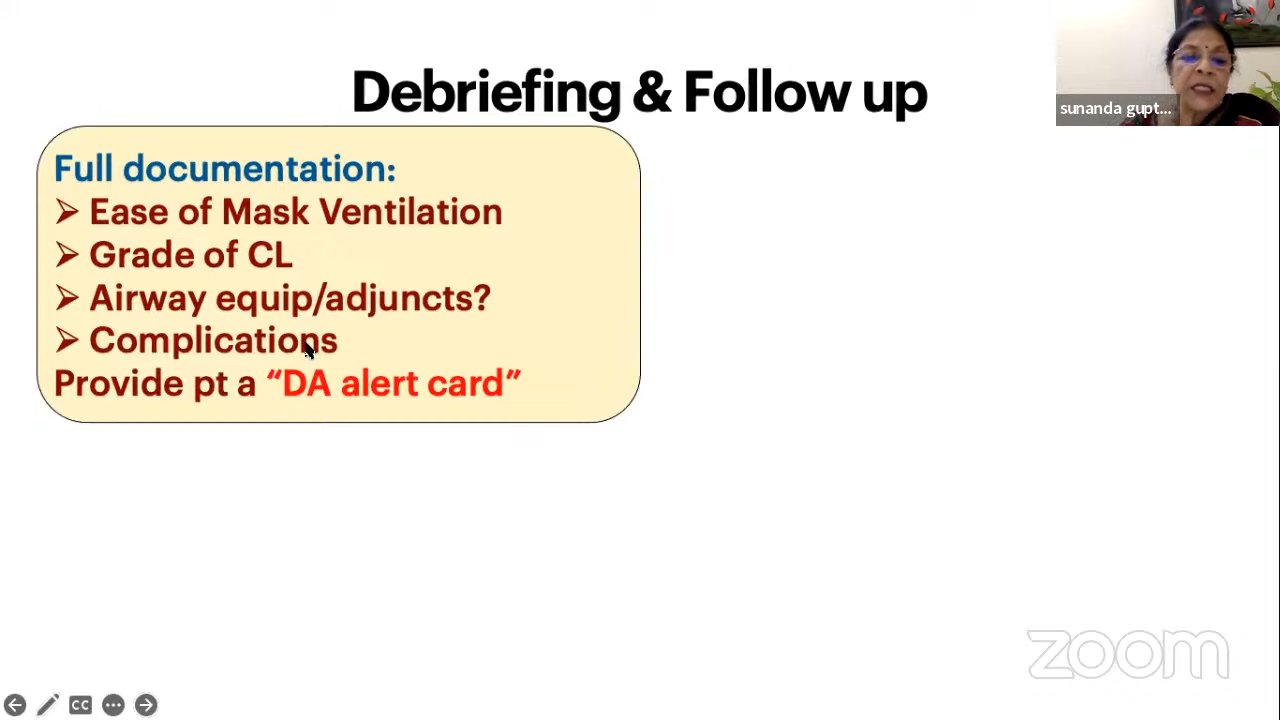 Debriefing & Follow up
sunanda gupt...
Full documentation:
➢ Ease of Mask Ventilation
➢ Grade of CL
➢ Airway equip/adjuncts?
➢ Complications
Provide pt a “DA alert card”
zoom
CC